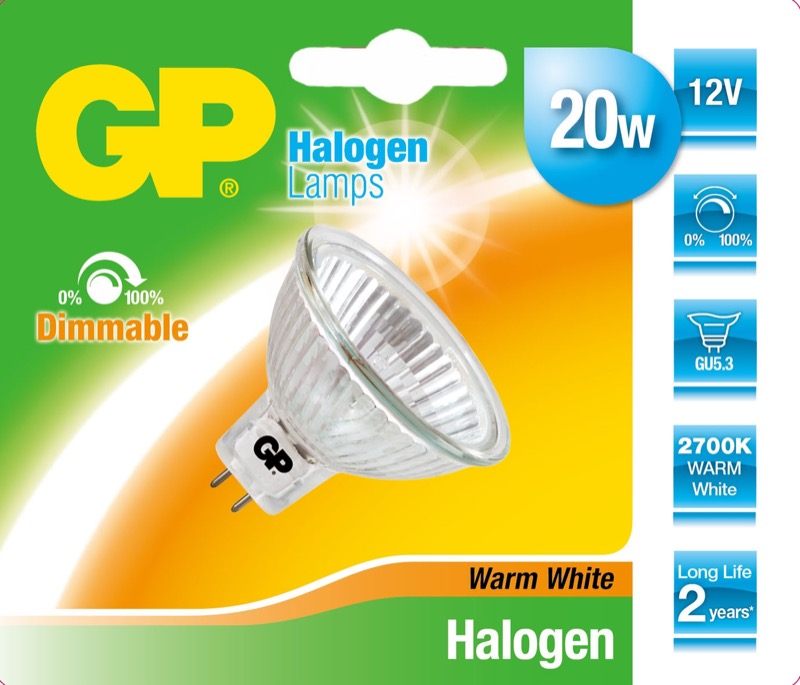 GP®
Halogen
Lamps
20W
12V
0% 100%
Dimmable
0% 100%
GU5.3
GP
2700K
WARM
White
Warm White
Halogen
Long Life
2 years*